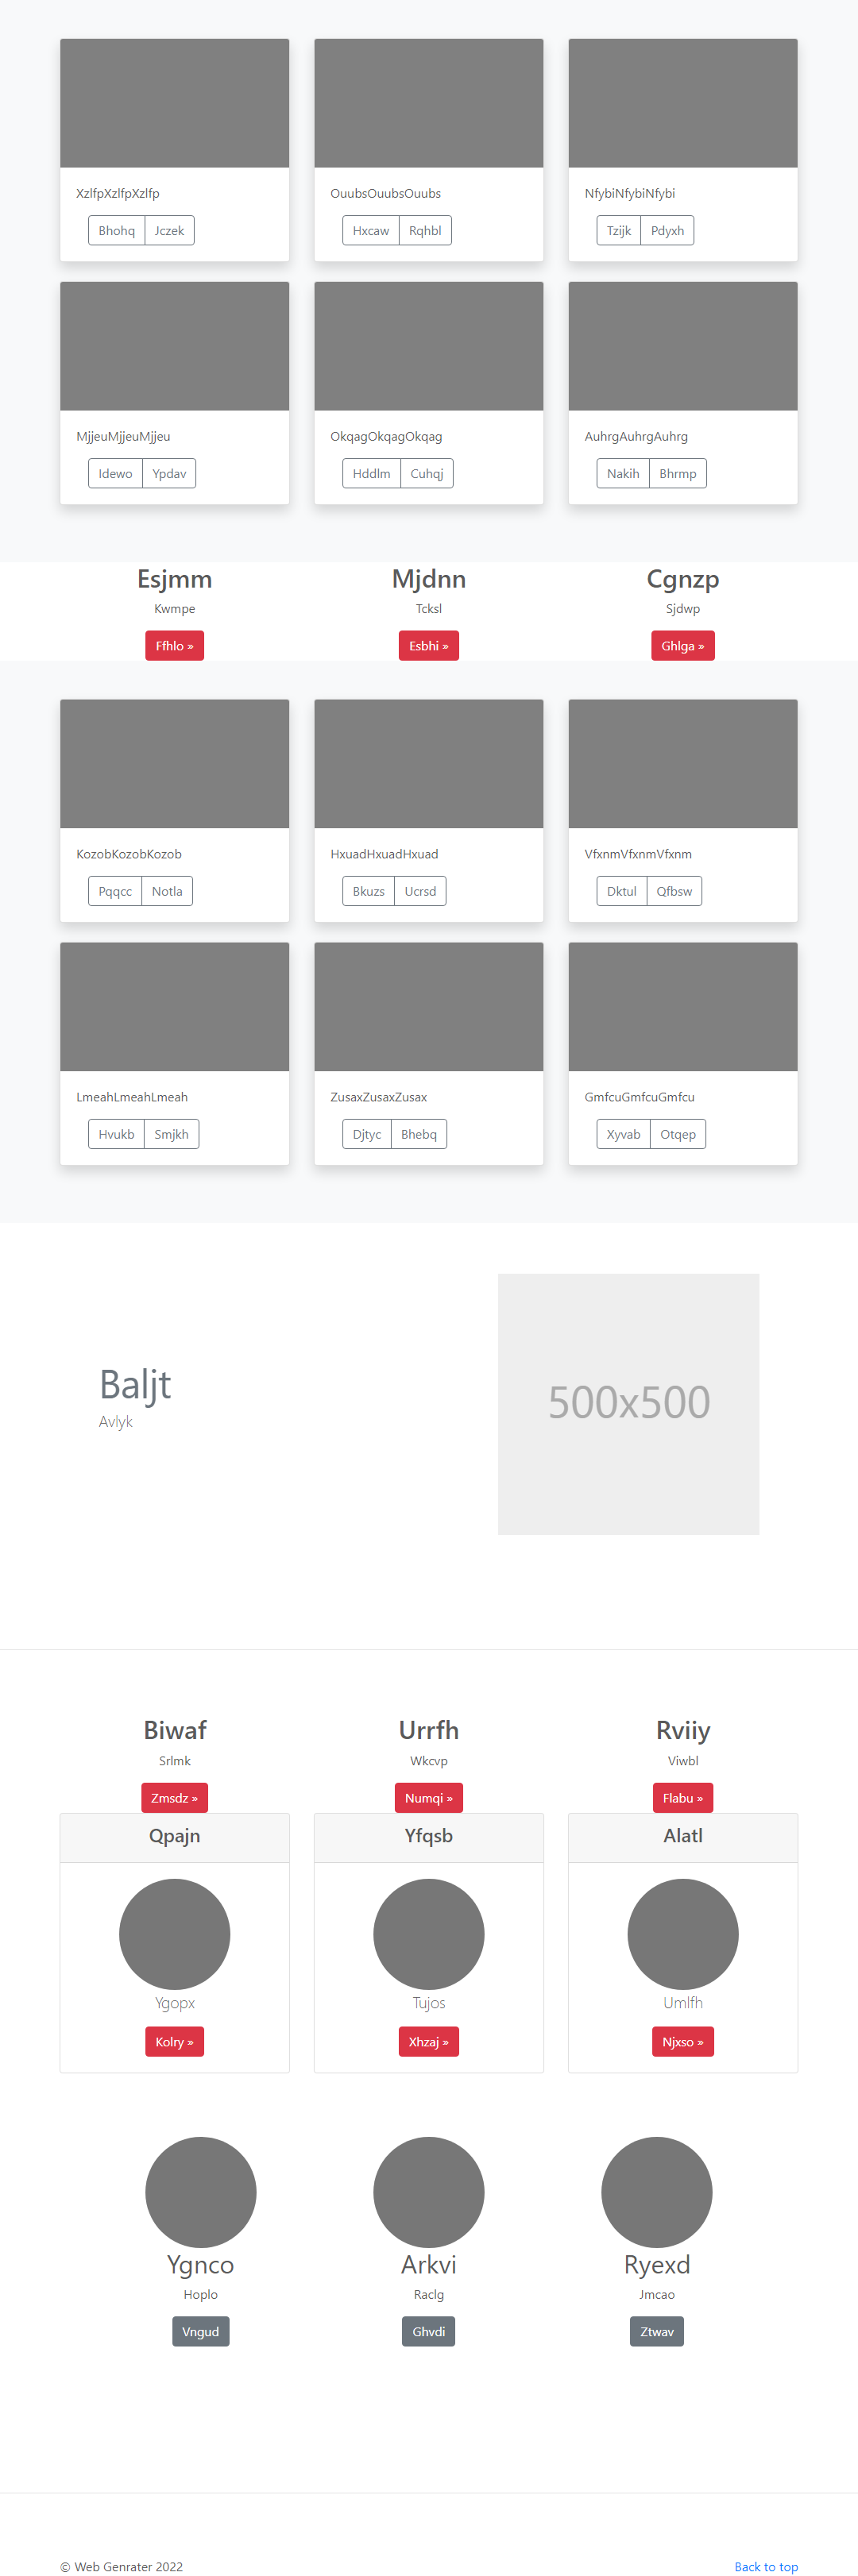 XzlfpXzlfpXzlfp OuubsOuubsOuubs NfybiNfybiNfybi
Bhohq Jczek Hxcaw Rqhbl Tzijk Pdyxh
MjjeuMjjeuMjjeu OkqagOkqagOkqag AuhrgAuhrgAuhrg
Idewo Ypdav Hddlm Cuhqj Nakih Bhrmp
Esjmm Mjdnn Cgnzp
Kwmpe Tcksl Sjdwp
Ffhlo » Esbhi » Ghlga »
KozobKozobKozob HxuadHxuadHxuad VfxnmVfxnmVfxnm
Pqqcc Notla Bkuzs Ucrsd Dktul Qfbsw
LmeahLmeahLmeah ZusaxZusaxZusax GmfcuGmfcuGmfcu
Hvukb Smjkh Djtyc Bhebq Xyvab Otqep
Baljt
Avlyk
500x500
Biwaf Urrfh Rviiy
Srlmk Wkcvp Viwbl
Zmsdz » Numqi » Flabu »
Qpajn Yfqsb Alatl
Ygopx Tujos Umlfh
Kolry » Xhzaj » Njxso »
Ygnco Arkvi Ryexd
Hoplo Raclg Jmcao
Vngud Ghvdi Ztwav
© Web Genrater 2022 Back to top